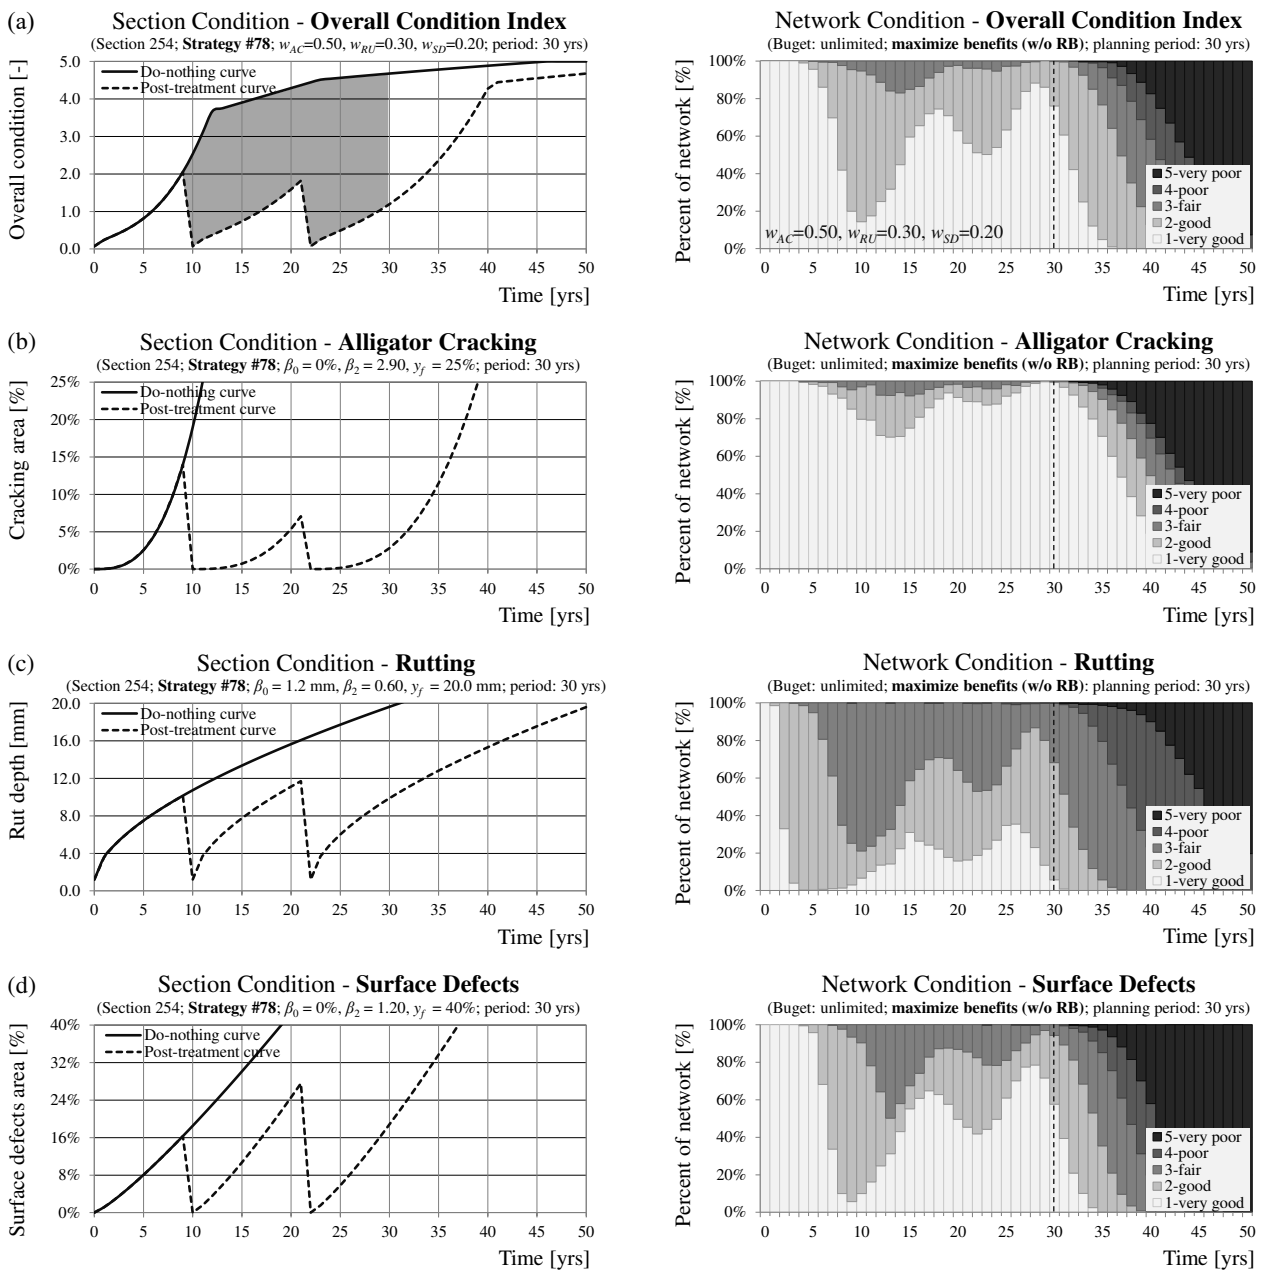 (a)
Section Condition - Overall Condition Index
(Section 254; Strategy #78; wAC=0.50, wRU=0.30, wSD=0.20; period: 30 yrs)
Overall condition [-]
5.0
4.0
3.0
2.0
1.0
0.0
Do-nothing curve
Post-treatment curve
0 5 10 15 20 25 30 35 40 45 50
Time [yrs]
Network Condition - Overall Condition Index
(Buget: unlimited; maximize benefits (w/o RB); planning period: 30 yrs)
Percent of network [%]
100%
80%
60%
40%
20%
0%
wAC=0.50, wRU=0.30, wSD=0.20
5-very poor
4-poor
3-fair
2-good
1-very good
0 5 10 15 20 25 30 35 40 45 50
Time [yrs]
(b)
Section Condition - Alligator Cracking
(Section 254; Strategy #78; β0 = 0%, β2 = 2.90, yf = 25%; period: 30 yrs)
Cracking area [%]
25%
20%
15%
10%
5%
0%
Do-nothing curve
Post-treatment curve
0 5 10 15 20 25 30 35 40 45 50
Time [yrs]
Network Condition - Alligator Cracking
(Buget: unlimited; maximize benefits (w/o RB); planning period: 30 yrs)
Percent of network [%]
100%
80%
60%
40%
20%
0%
5-very poor
4-poor
3-fair
2-good
1-very good
0 5 10 15 20 25 30 35 40 45 50
Time [yrs]
(c)
Section Condition - Rutting
(Section 254; Strategy #78; β0 = 1.2 mm, β2 = 0.60, yf = 20.0 mm; period: 30 yrs)
Rut depth [mm]
20.0
16.0
12.0
8.0
4.0
0.0
Do-nothing curve
Post-treatment curve
0 5 10 15 20 25 30 35 40 45 50
Time [yrs]
Network Condition - Rutting
(Buget: unlimited; maximize benefits (w/o RB): planning period: 30 yrs)
Percent of network [%]
100%
80%
60%
40%
20%
0%
5-very poor
4-poor
3-fair
2-good
1-very good
0 5 10 15 20 25 30 35 40 45 50
Time [yrs]
(d)
Section Condition - Surface Defects
(Section 254; Strategy #78; β0 = 0%, β2 = 1.20, yf = 40%; period: 30 yrs)
Surface defects area [%]
40%
32%
24%
16%
8%
0%
Do-nothing curve
Post-treatment curve
0 5 10 15 20 25 30 35 40 45 50
Time [yrs]
Network Condition - Surface Defects
(Buget: unlimited; maximize benefits (w/o RB); planning period: 30 yrs)
Percent of network [%]
100%
80%
60%
40%
20%
0%
5-very poor
4-poor
3-fair
2-good
1-very good
0 5 10 15 20 25 30 35 40 45 50
Time [yrs]